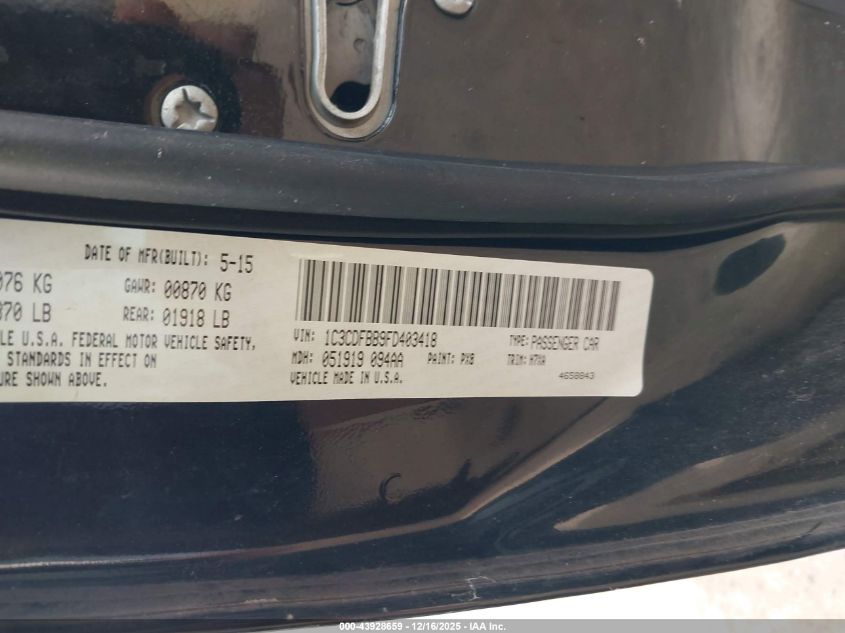 DATE OF MFR(BUILT): 5-15
076 KG GAWR: 00870 KG
870 LB REAR: 01918 LB
LE U.S.A. FEDERAL MOTOR VEHICLE SAFETY,
STANDARDS IN EFFECT ON
URE SHOWN ABOVE.
VIN: 1C3CDFBB9FD403418 TYPE: PASSENGER CAR
MDH: 051919 094AA PAINT: PX8 TRIM: H7XA
VEHICLE MADE IN U.S.A. 4658843
000-43928659 - 12/16/2025 - IAA Inc.